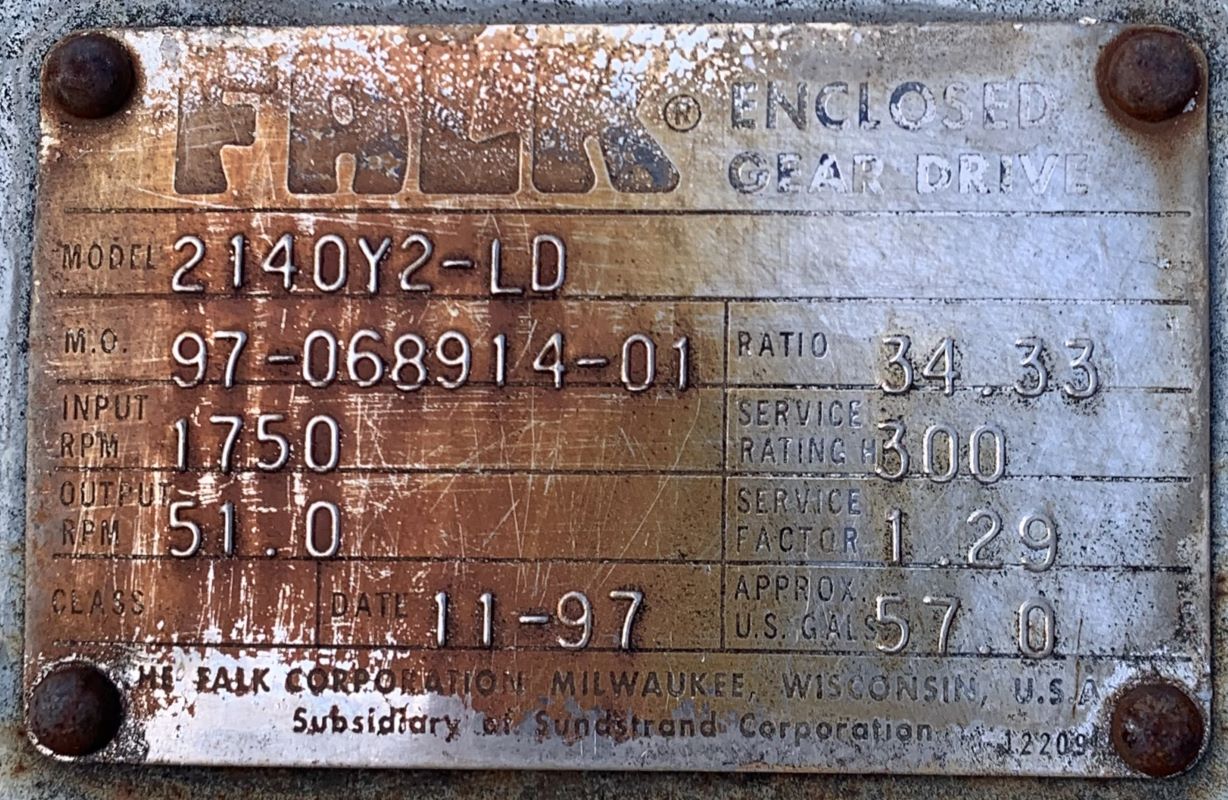 FALK® ENCLOSED
GEAR DRIVE
MODEL 2140Y2-LD
M.O. 97-068914-01
RATIO 34.33
INPUT RPM 1750
SERVICE RATING H 300
OUTPUT RPM 51.0
SERVICE FACTOR 1.29
CLASS
DATE 11-97
APPROX. U.S. GALS 57.0
HE FALK CORPORATION MILWAUKEE, WISCONSIN, U.S.A
Subsidiary of Sundstrand Corporation
12209